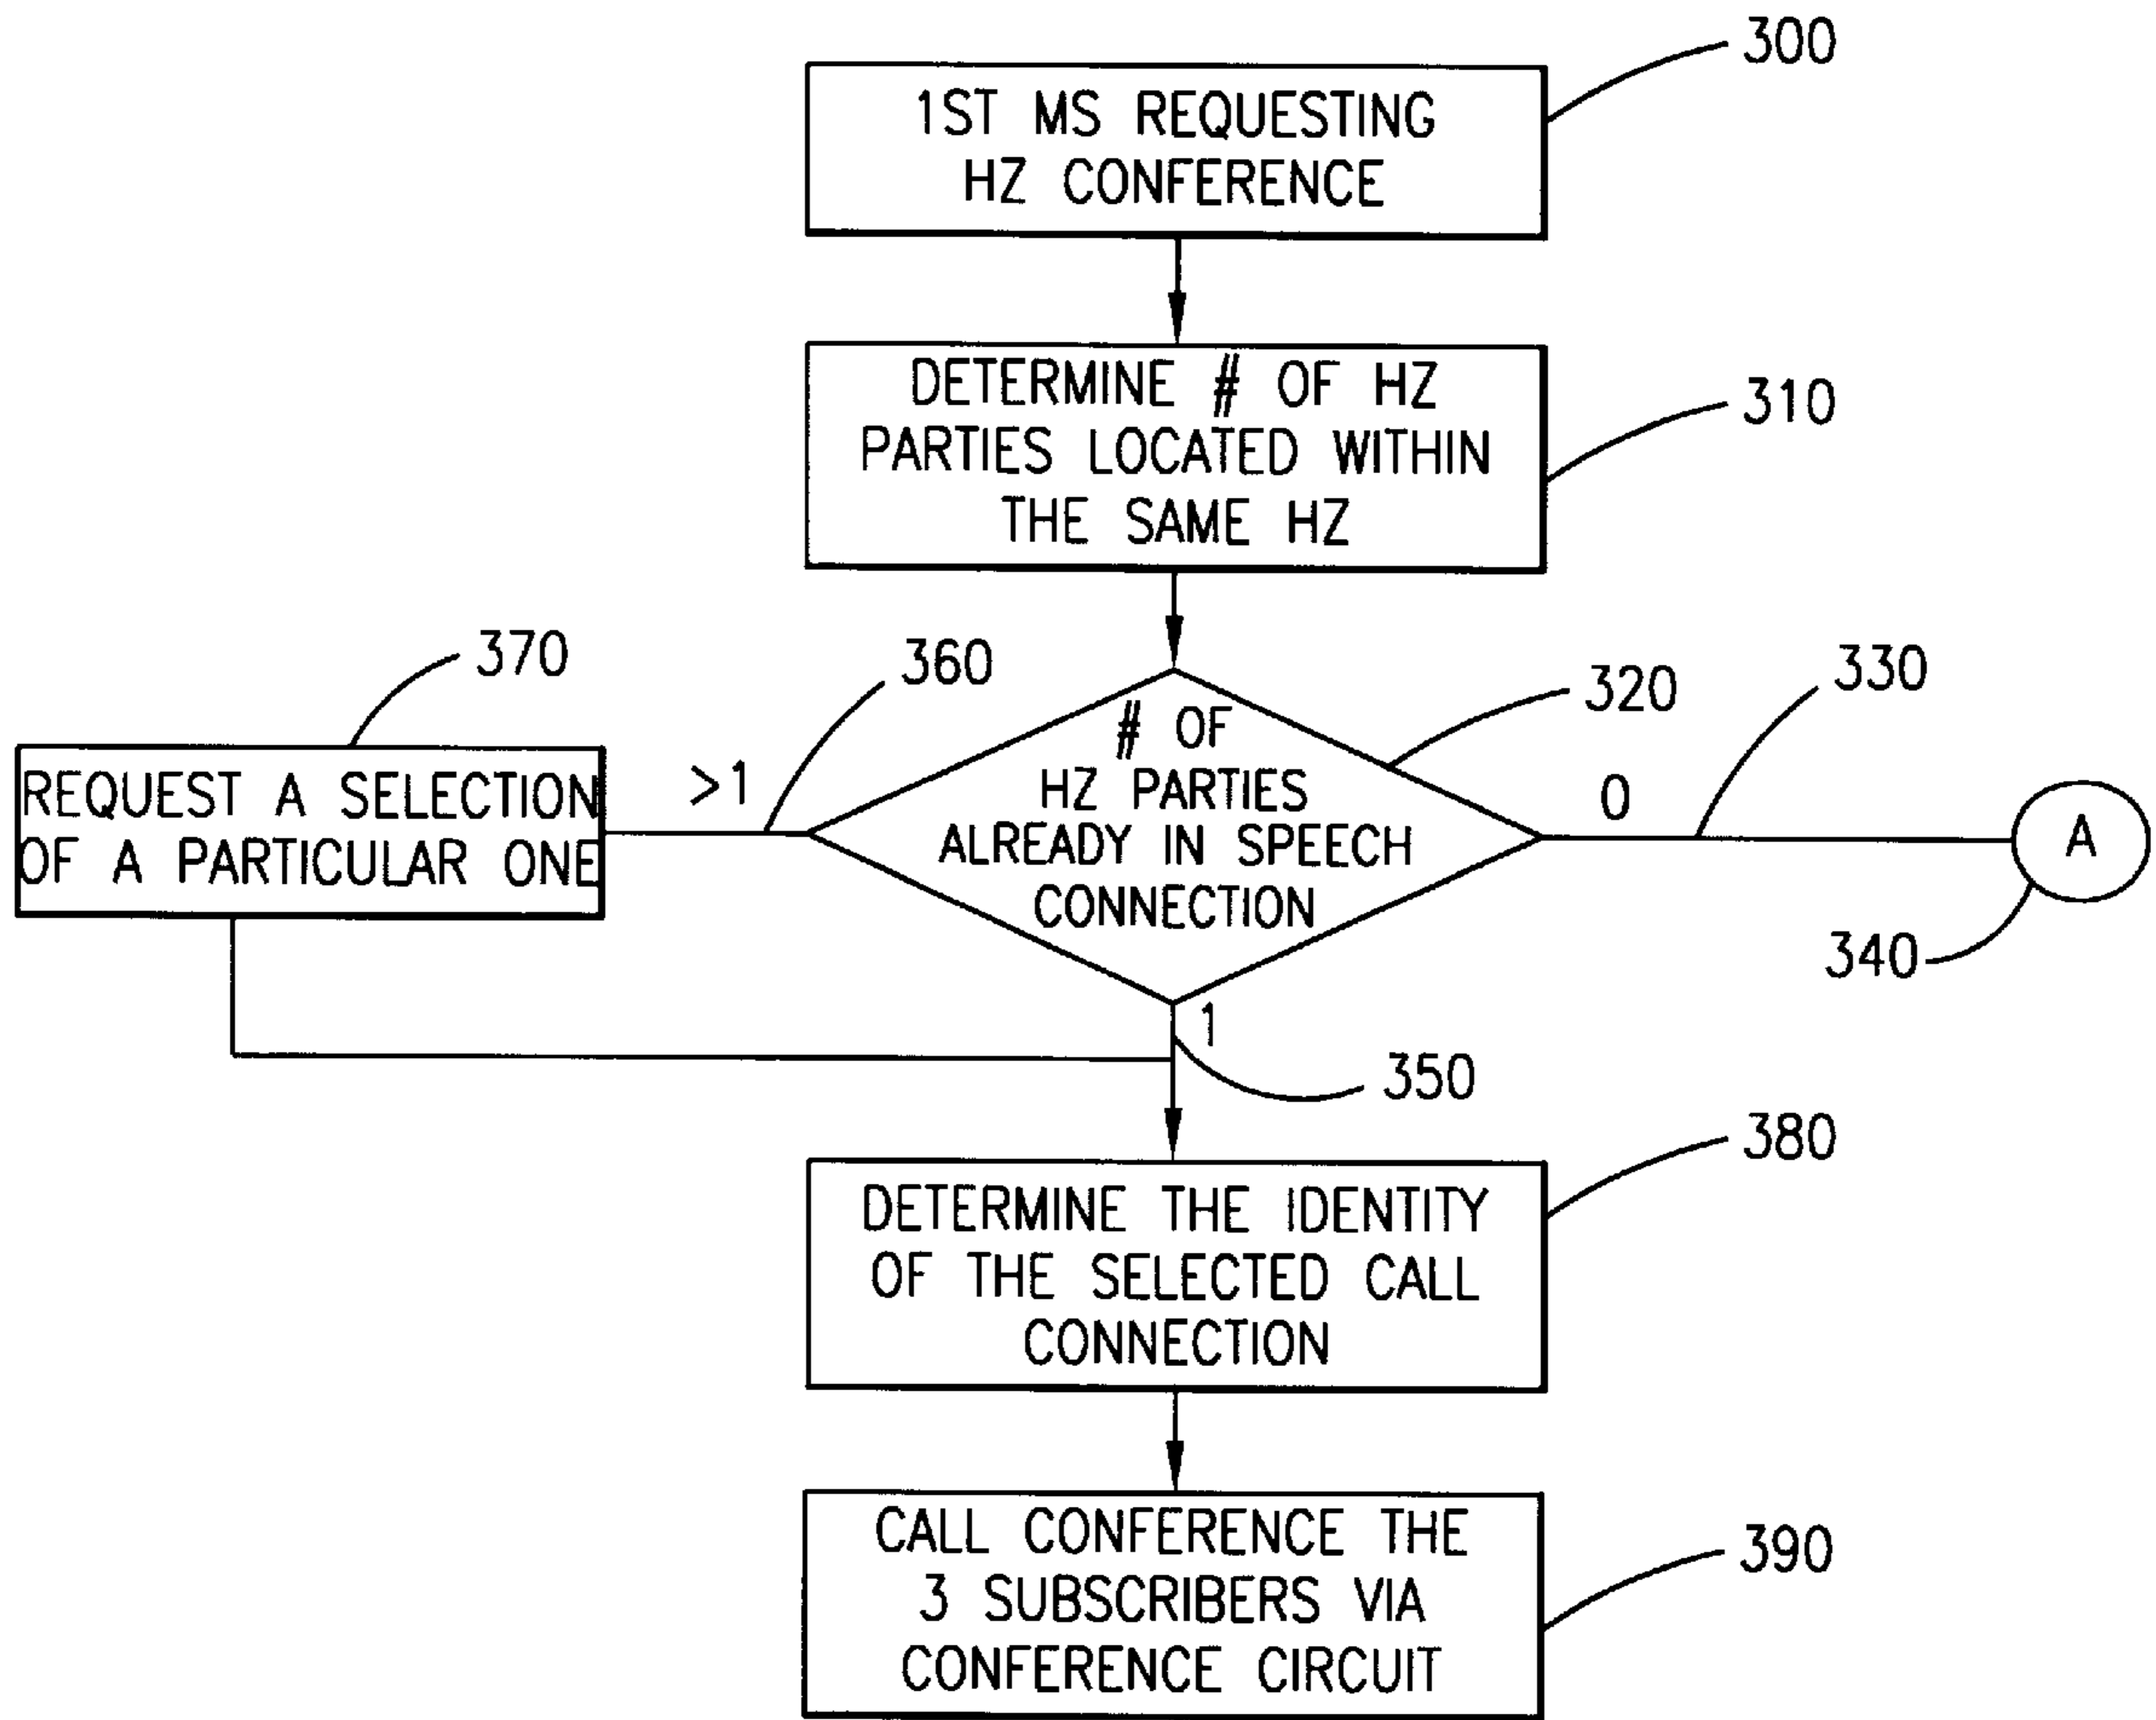 300
1ST MS REQUESTING
HZ CONFERENCE
310
DETERMINE # OF HZ
PARTIES LOCATED WITHIN
THE SAME HZ
370
360
320
330
REQUEST A SELECTION
OF A PARTICULAR ONE
>1
# OF
HZ PARTIES
ALREADY IN SPEECH
CONNECTION
0
A
340
1
350
380
DETERMINE THE IDENTITY
OF THE SELECTED CALL
CONNECTION
390
CALL CONFERENCE THE
3 SUBSCRIBERS VIA
CONFERENCE CIRCUIT